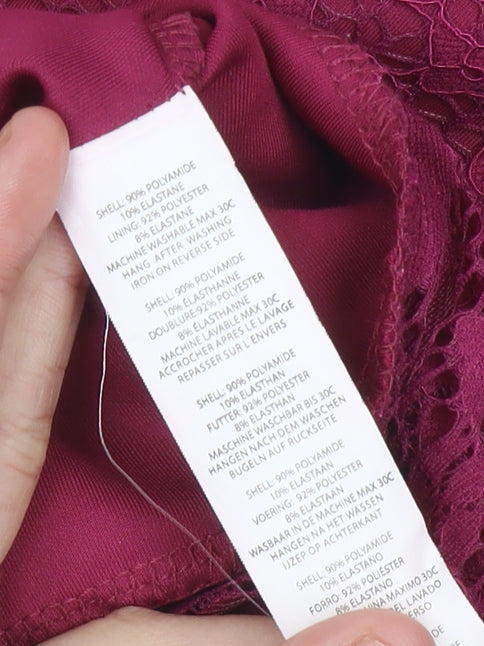 SHELL: 90% POLYAMIDE
10% ELASTANE
LINING: 92% POLYESTER
8% ELASTANE
MACHINE WASHABLE MAX 30C
HANG AFTER WASHING
IRON ON REVERSE SIDE
SHELL: 90% POLYAMIDE
10% ELASTHANNE
DOUBLURE:92% POLYESTER
8% ELASTHANNE
MACHINE LAVABLE MAX 30C
ACCROCHER APRÈS LE LAVAGE
REPASSER SUR L'ENVERS
SHELL: 90% POLYAMIDE
10% ELASTHAN
FUTTER: 92% POLYESTER
8% ELASTHAN
MASCHINE WASCHBAR BIS 30C
HANGEN NACH DEM WASCHEN
BUGELN AUF RUCKSEITE
SHELL: 90% POLYAMIDE
10% ELASTAAN
VOERING: 92% POLYESTER
8% ELASTAAN
WASBAAR IN DE MACHINE MAX 30C
HANGEN NA HET WASSEN
IJZEP OP ACHTERKANT
SHELL: 90% POLYAMIDE
10% ELASTANO
FORRO: 92% POLIESTER
8% ELASTANO
MAXIMO 30C